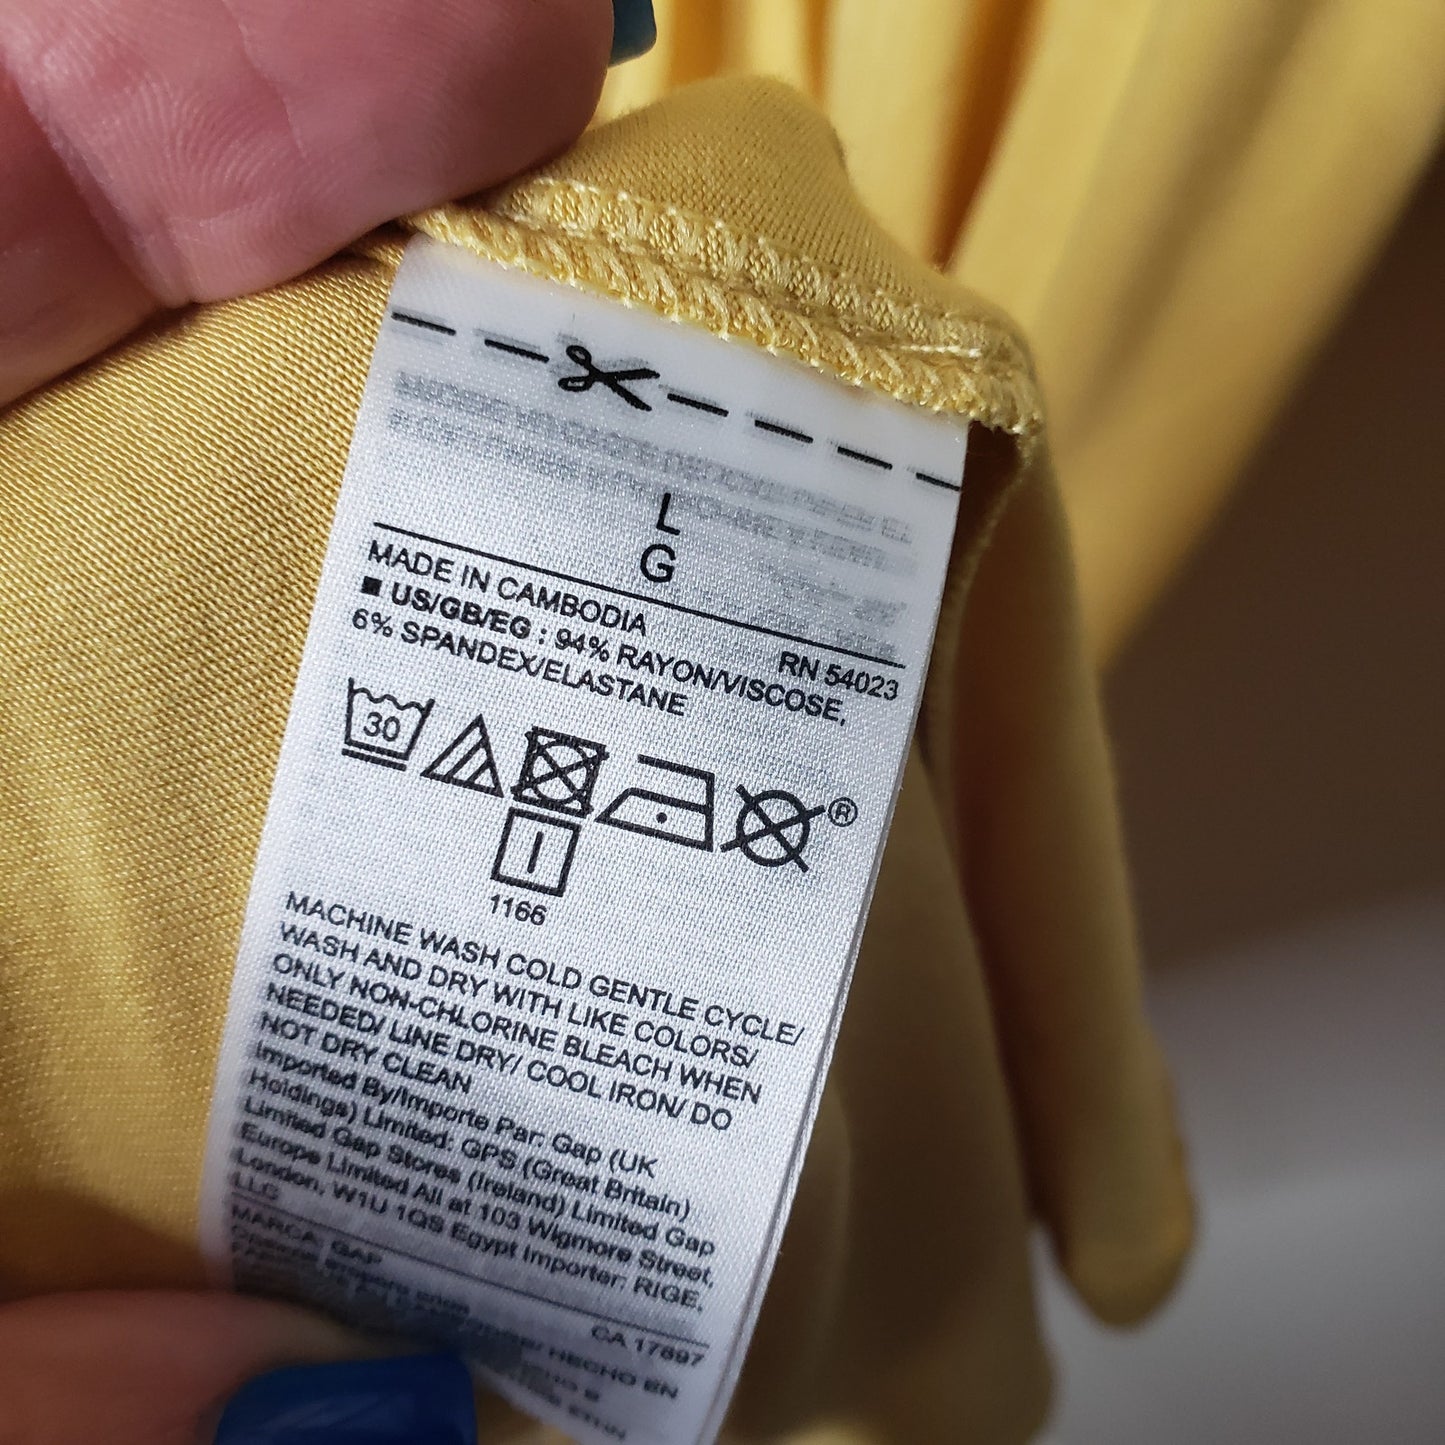 L
G
MADE IN CAMBODIA
RN 54023
■ US/GB/EG : 94% RAYON/VISCOSE,
6% SPANDEX/ELASTANE
30
®
1166
MACHINE WASH COLD GENTLE CYCLE/
WASH AND DRY WITH LIKE COLORS/
ONLY NON-CHLORINE BLEACH WHEN
NEEDED/ LINE DRY/ COOL IRON/ DO
NOT DRY CLEAN
Imported By/Importe Par: Gap (UK
Holdings) Limited: GPS (Great Britain)
Limited Gap Stores (Ireland) Limited Gap
Europe Limited All at 103 Wigmore Street,
London, W1U 1QS Egypt Importer: RIGE,
LLC
MARCA: GAP
CA 17897
HECHO EN